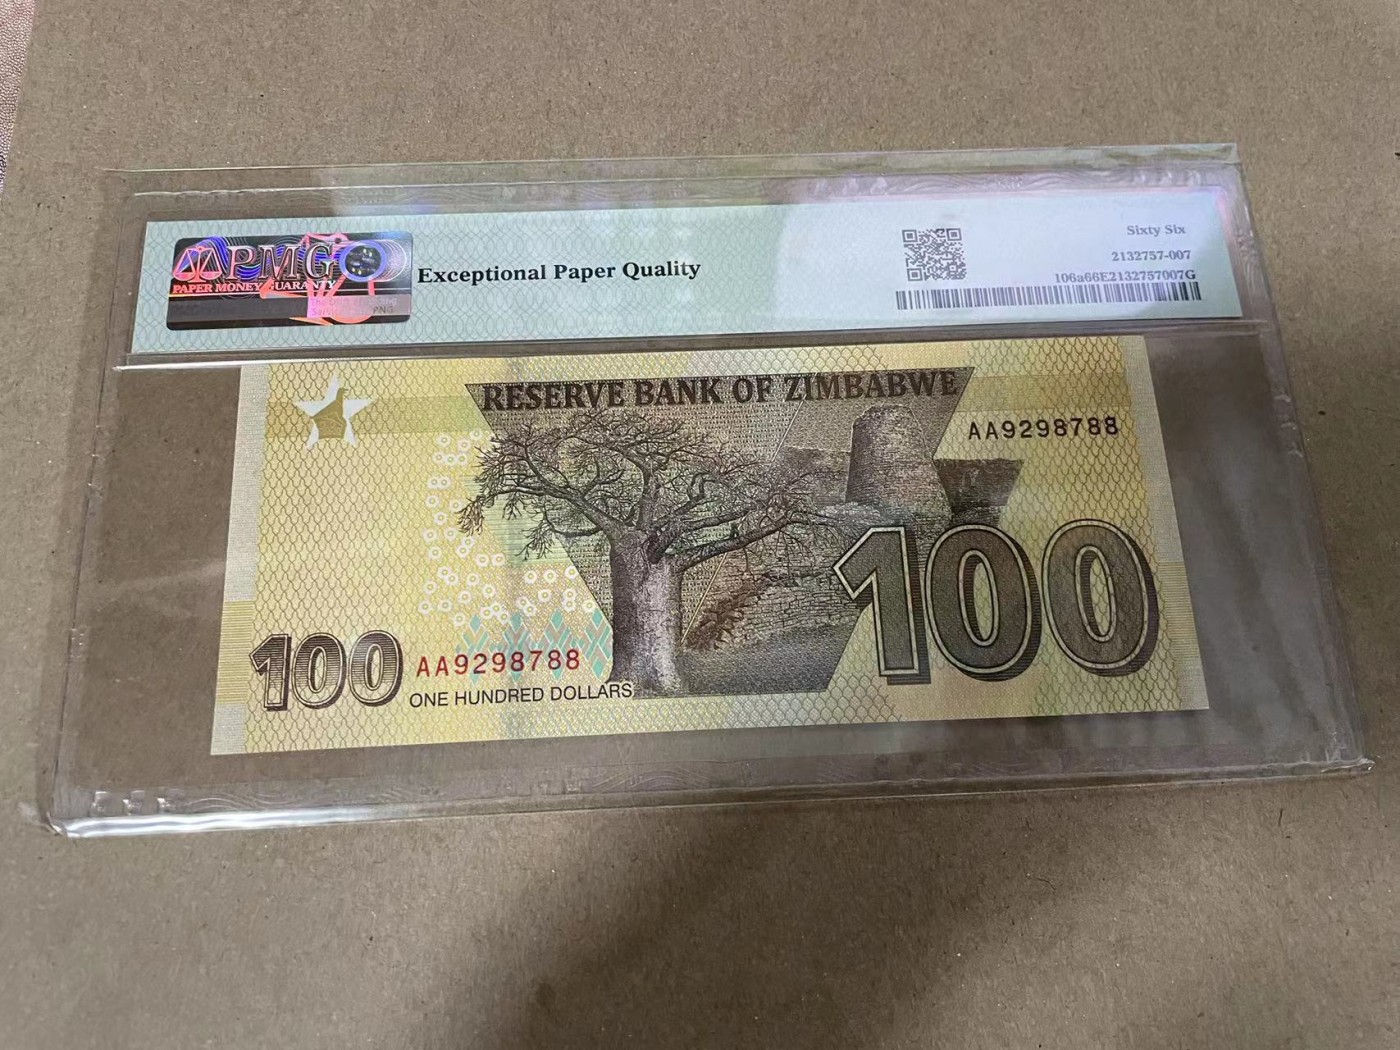 PMG
PAPER MONEY GUARANTY
Exceptional Paper Quality
Sixty Six
2132757-007
106a66E2132757007G
RESERVE BANK OF ZIMBABWE
AA9298788
100
100
AA9298788
ONE HUNDRED DOLLARS